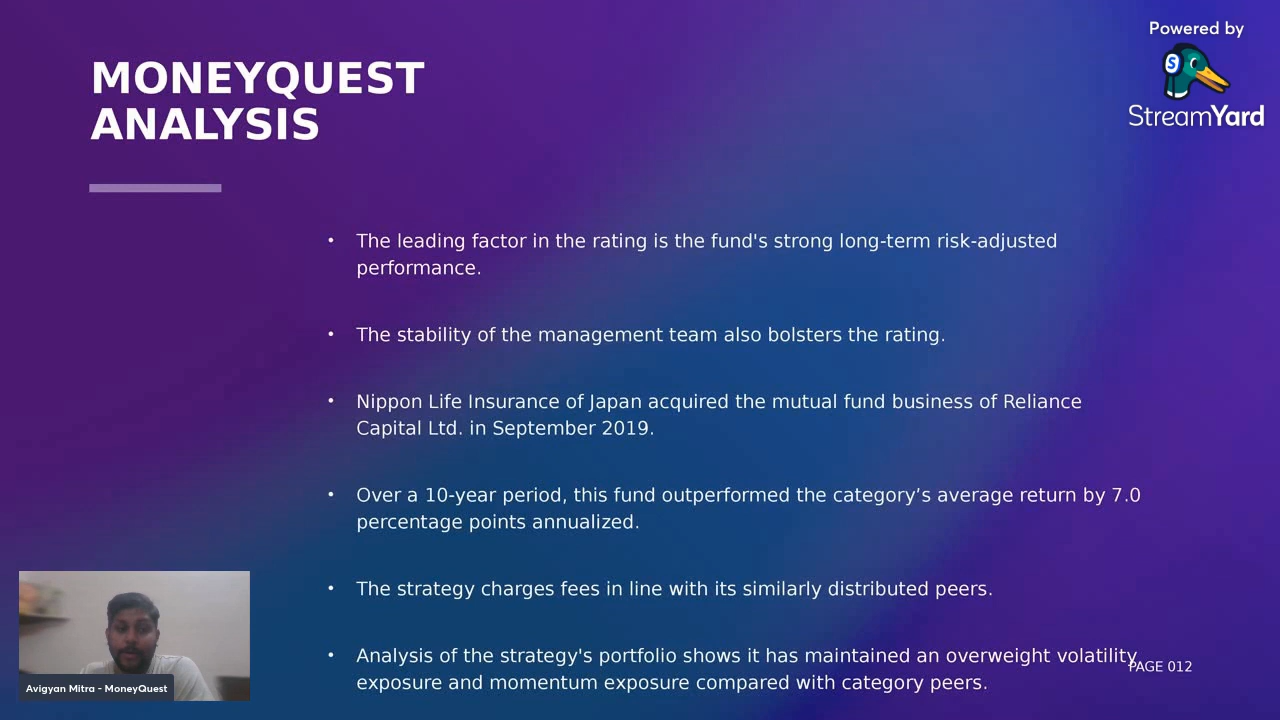 Powered by
StreamYard
MONEYQUEST
ANALYSIS
• The leading factor in the rating is the fund's strong long-term risk-adjusted
performance.
• The stability of the management team also bolsters the rating.
• Nippon Life Insurance of Japan acquired the mutual fund business of Reliance
Capital Ltd. in September 2019.
• Over a 10-year period, this fund outperformed the category’s average return by 7.0
percentage points annualized.
• The strategy charges fees in line with its similarly distributed peers.
• Analysis of the strategy's portfolio shows it has maintained an overweight volatility
exposure and momentum exposure compared with category peers.
PAGE 012
Avigyan Mitra - MoneyQuest